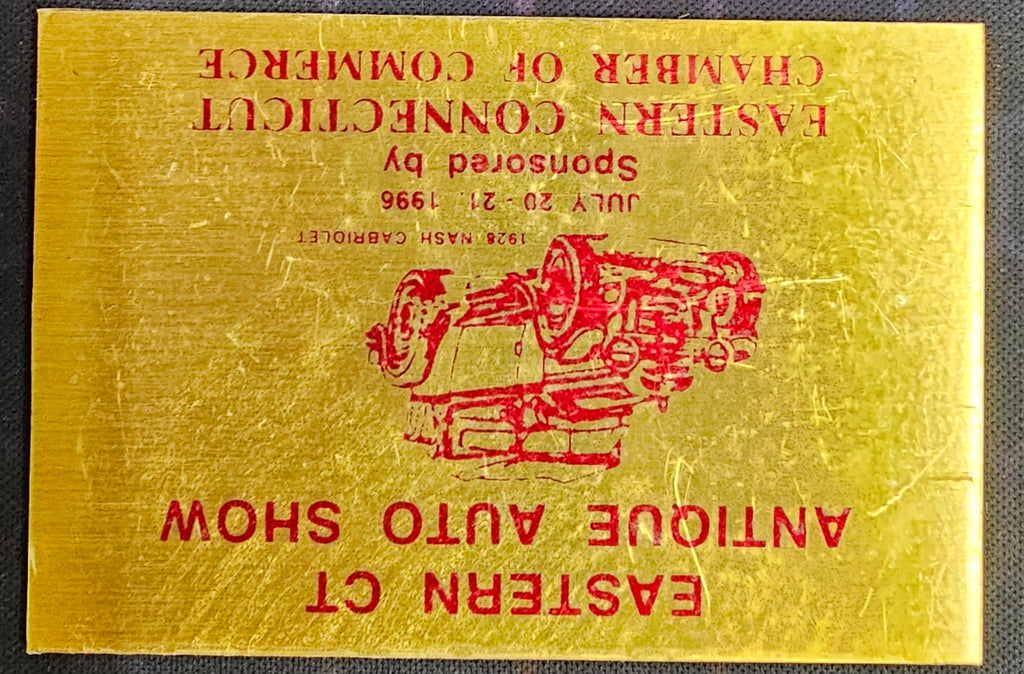 EASTERN CT
ANTIQUE AUTO SHOW
1928 NASH CABRIOLET
JULY 20 - 21, 1996
Sponsored by
EASTERN CONNECTICUT
CHAMBER OF COMMERCE